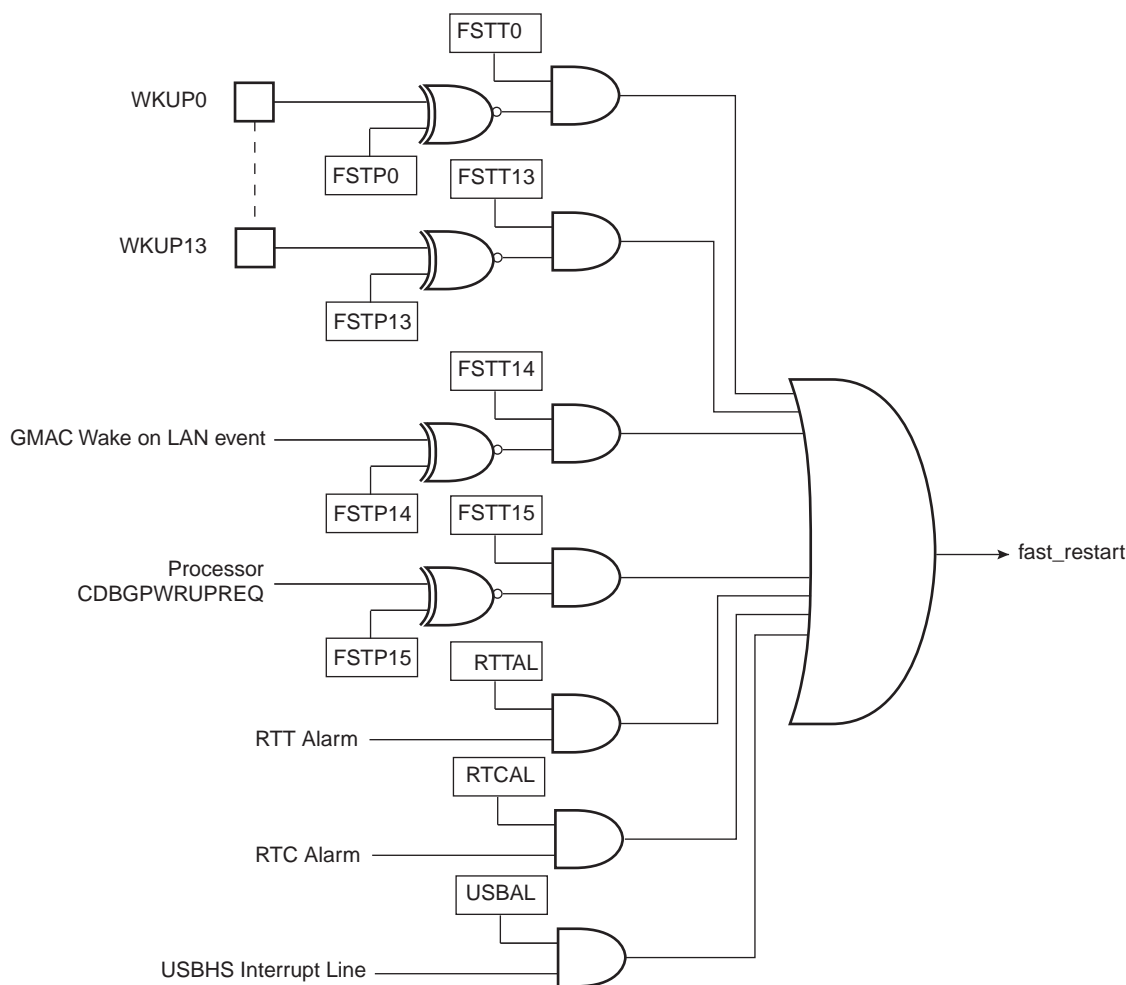 FSTT0
WKUP0
FSTP0
FSTT13
WKUP13
FSTP13
FSTT14
GMAC Wake on LAN event
FSTP14
FSTT15
fast_restart
Processor
CDBGPWRUPREQ
FSTP15
RTTAL
RTT Alarm
RTCAL
RTC Alarm
USBAL
USBHS Interrupt Line